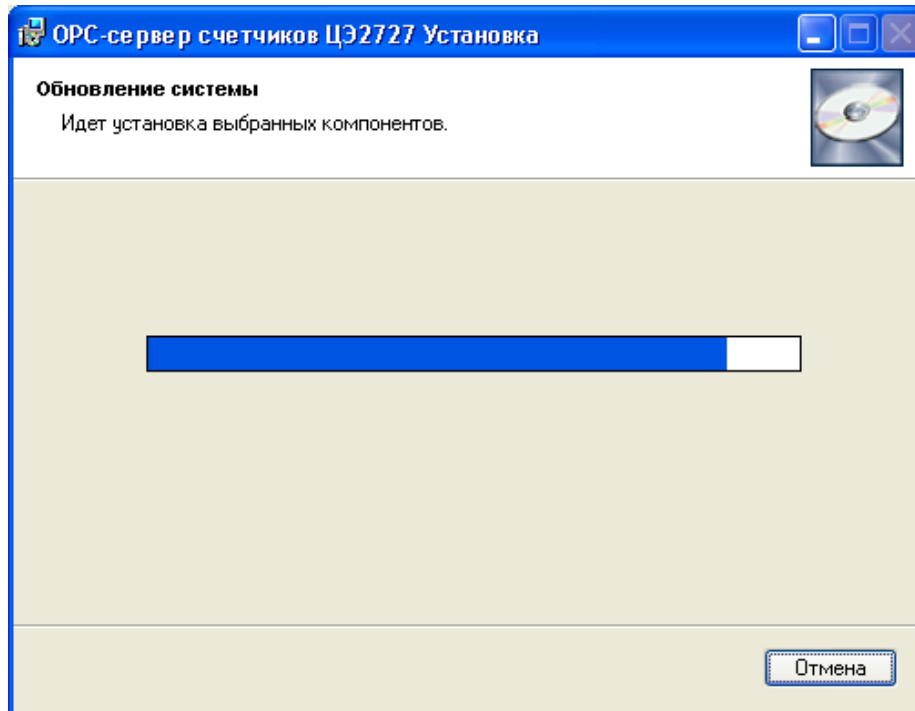 ОРС-сервер счетчиков ЦЭ2727 Установка
Обновление системы
Идет установка выбранных компонентов.
Отмена